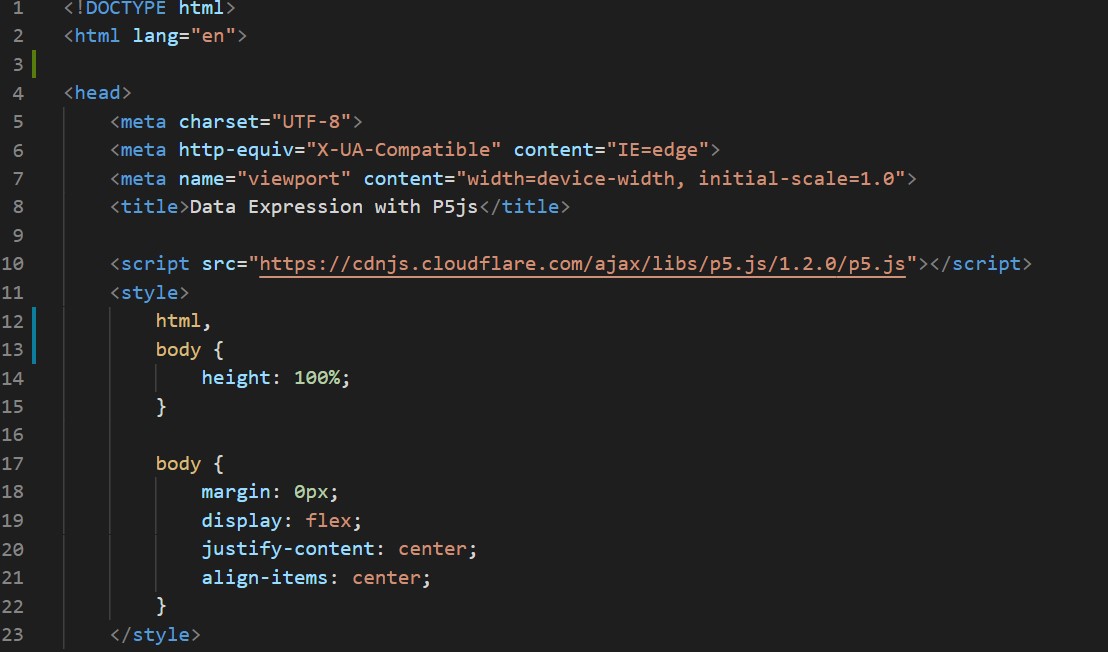 1 <!DOCTYPE html>
2 <html lang="en">
3
4 <head>
5     <meta charset="UTF-8">
6     <meta http-equiv="X-UA-Compatible" content="IE=edge">
7     <meta name="viewport" content="width=device-width, initial-scale=1.0">
8     <title>Data Expression with P5js</title>
9
10     <script src="https://cdnjs.cloudflare.com/ajax/libs/p5.js/1.2.0/p5.js"></script>
11     <style>
12         html,
13         body {
14             height: 100%;
15         }
16
17         body {
18             margin: 0px;
19             display: flex;
20             justify-content: center;
21             align-items: center;
22         }
23     </style>